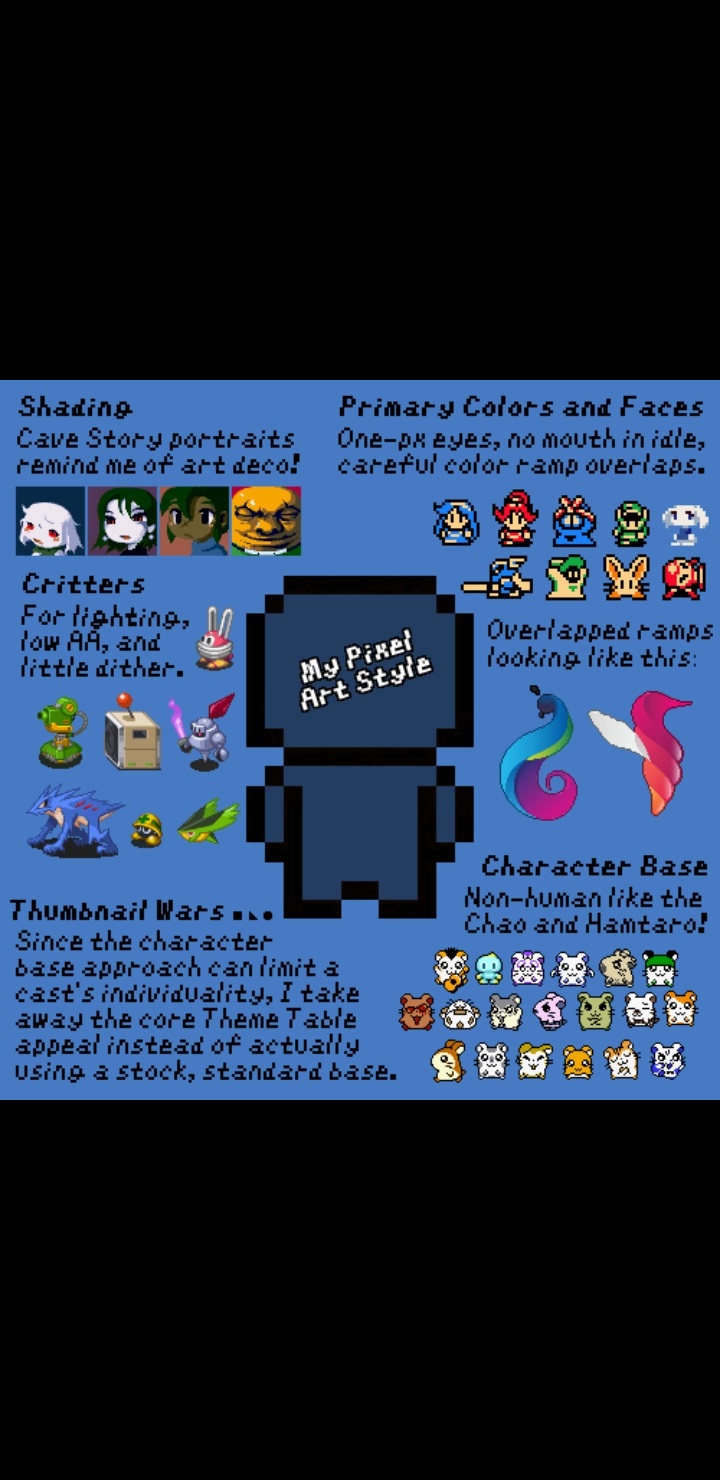 Shading
Cave Story portraits
remind me of art deco!
Primary Colors and Faces
One-px eyes, no mouth in idle,
careful color ramp overlaps.
Critters
For lighting,
low AA, and
little dither.
My Pixel
Art Style
Overlapped ramps
looking like this:
Character Base
Non-human like the
Chao and Hamtaro!
Thumbnail Wars...
Since the character
base approach can limit a
cast's individuality, I take
away the core Theme Table
appeal instead of actually
using a stock, standard base.